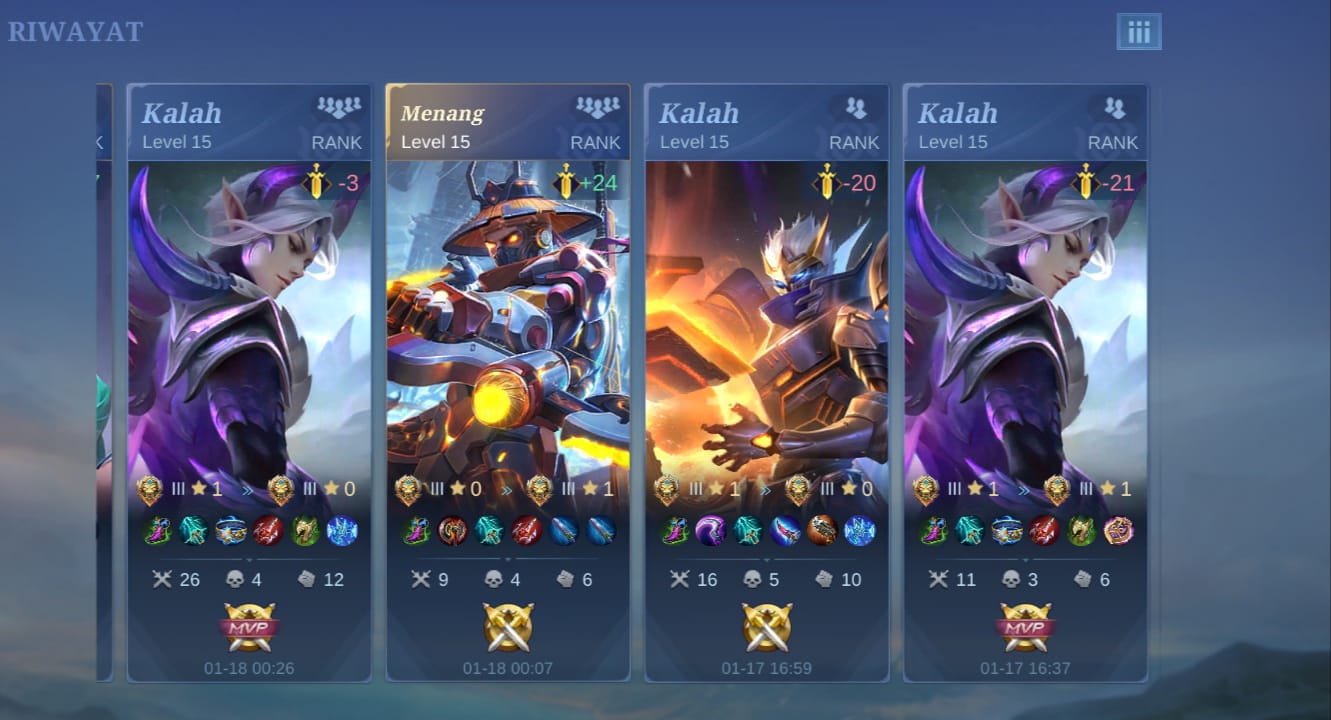 RIWAYAT
K
Kalah
Level 15 RANK
-3
III 1 » III 0
26 4 12
MVP
01-18 00:26
Menang
Level 15 RANK
+24
III 0 » III 1
9 4 6
01-18 00:07
Kalah
Level 15 RANK
-20
III 1 » III 0
16 5 10
01-17 16:59
Kalah
Level 15 RANK
-21
III 1 » III 1
11 3 6
MVP
01-17 16:37